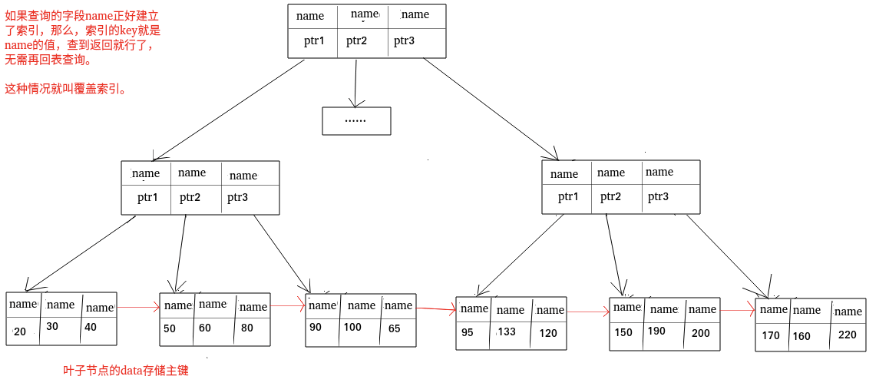 如果查询的字段name正好建立
了索引，那么，索引的key就是
name的值，查到返回就行了，
无需再回表查询。
这种情况就叫覆盖索引。
name name name
ptr1 ptr2 ptr3
······
name name name
ptr1 ptr2 ptr3
name name name
ptr1 ptr2 ptr3
name name name
20 30 40
name name name
50 60 80
name name name
90 100 65
name name name
95 133 120
name name name
150 190 200
name name name
170 160 220
叶子节点的data存储主键